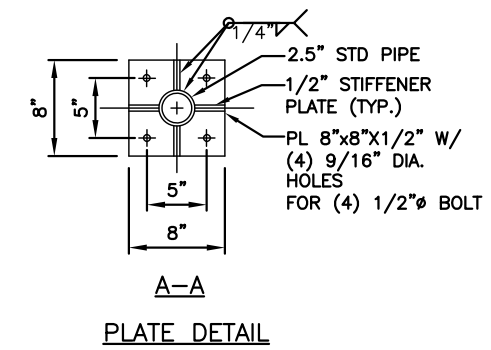 1/4"
2.5" STD PIPE
1/2" STIFFENER
PLATE (TYP.)
PL 8"x8"X1/2" W/
(4) 9/16" DIA.
HOLES
FOR (4) 1/2"ø BOLT
8"
5"
5"
8"
A-A
PLATE DETAIL